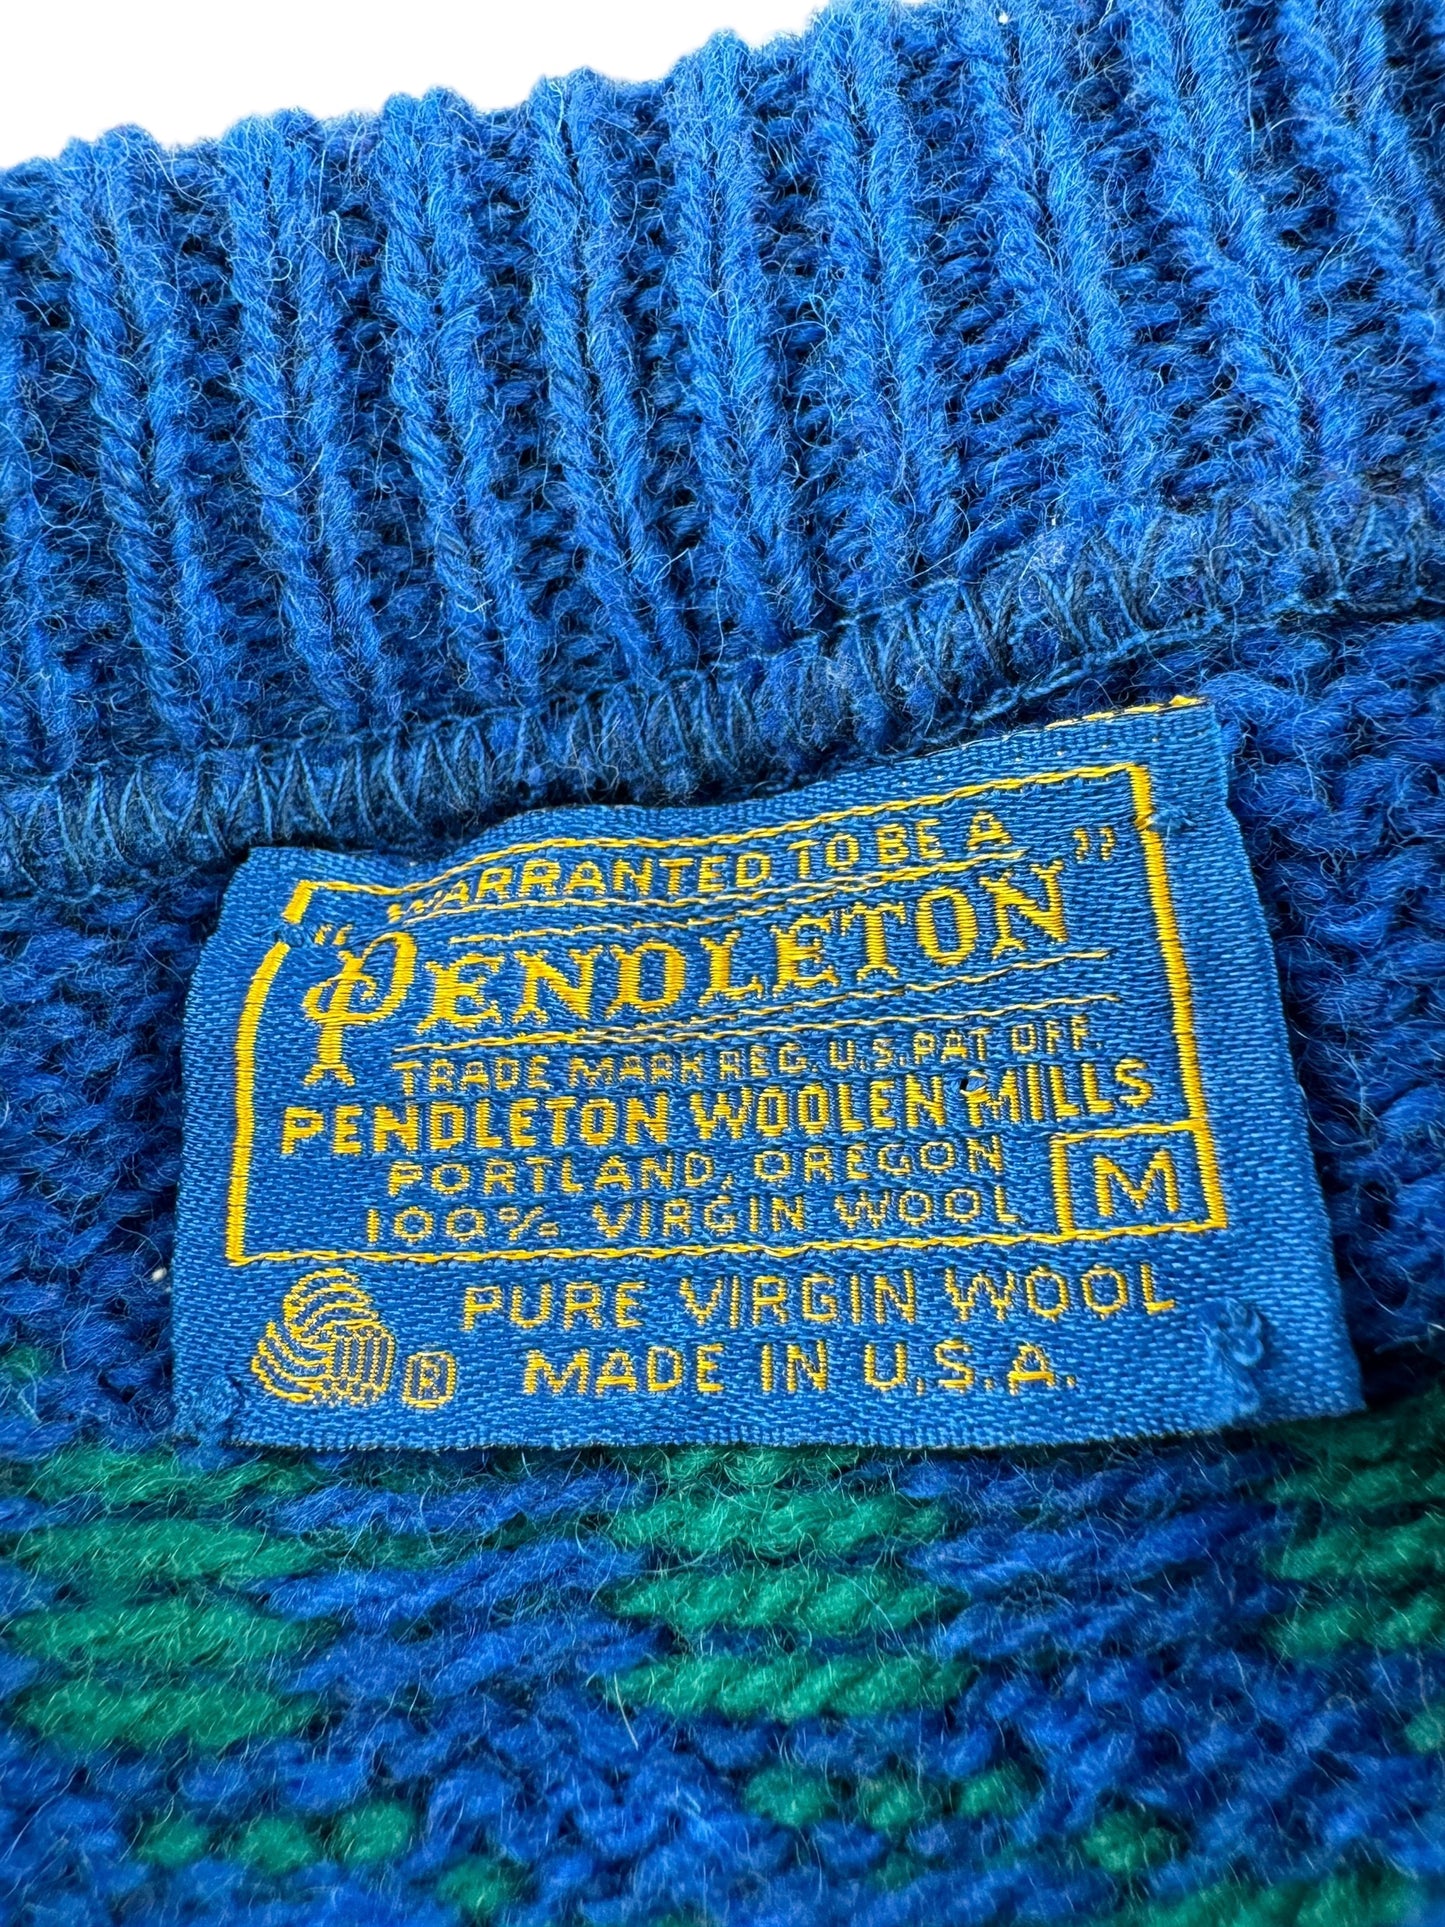 WARRANTED TO BE A
"PENDLETON"
TRADE MARK REG. U.S. PAT OFF.
PENDLETON WOOLEN MILLS
PORTLAND, OREGON
100% VIRGIN WOOL M
PURE VIRGIN WOOL
® MADE IN U.S.A.